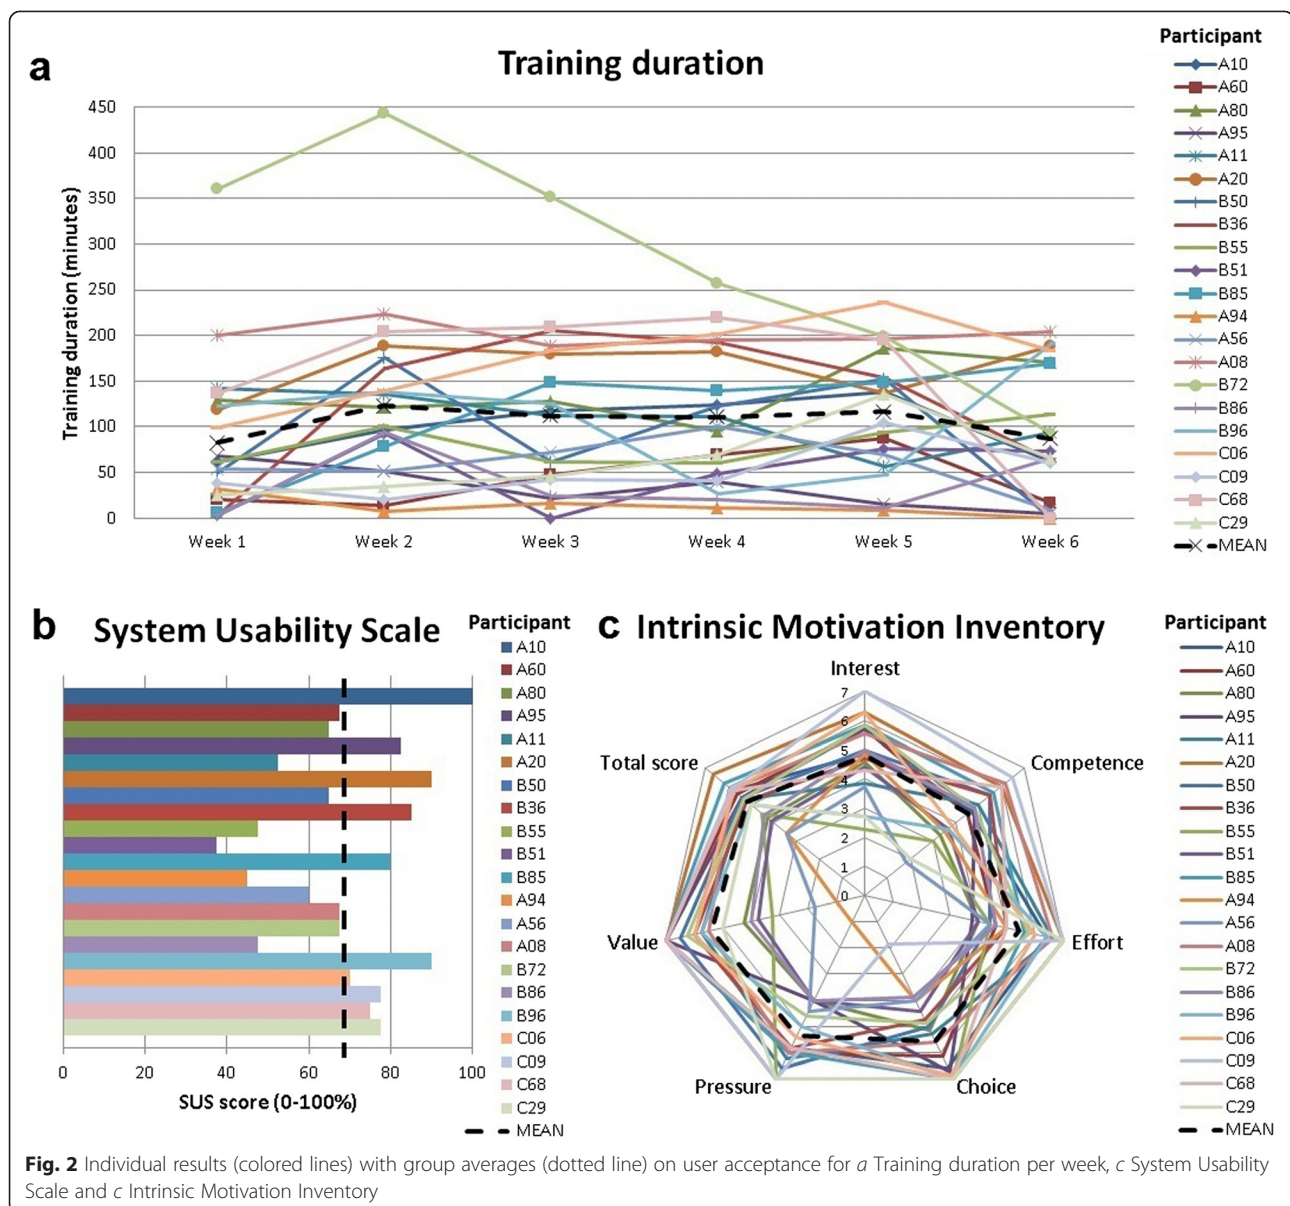 a
Training duration
Training duration (minutes)
450
400
350
300
250
200
150
100
50
0
Week 1 Week 2 Week 3 Week 4 Week 5 Week 6
Participant
A10
A60
A80
A95
A11
A20
B50
B36
B55
B51
B85
A94
A56
A08
B72
B86
B96
C06
C09
C68
C29
MEAN
b System Usability Scale
0 20 40 60 80 100
SUS score (0-100%)
Participant
A10
A60
A80
A95
A11
A20
B50
B36
B55
B51
B85
A94
A56
A08
B72
B86
B96
C06
C09
C68
C29
MEAN
c Intrinsic Motivation Inventory
Interest
Competence
Effort
Choice
Pressure
Value
Total score
7
6
5
4
3
2
1
0
Participant
A10
A60
A80
A95
A11
A20
B50
B36
B55
B51
B85
A94
A56
A08
B72
B86
B96
C06
C09
C68
C29
MEAN
Fig. 2 Individual results (colored lines) with group averages (dotted line) on user acceptance for a Training duration per week, c System Usability
Scale and c Intrinsic Motivation Inventory